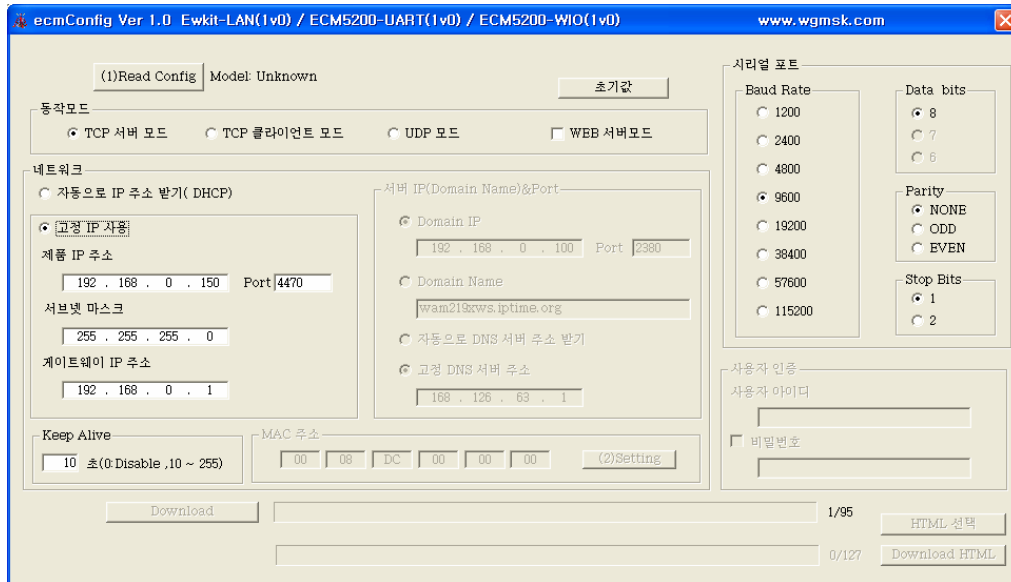 ecmConfig Ver 1.0 Ewkit-LAN(1v0) / ECM5200-UART(1v0) / ECM5200-WIO(1v0) www.wgmsk.com
(1)Read Config Model: Unknown
초기값
동작모드
TCP 서버 모드 TCP 클라이언트 모드 UDP 모드 WEB 서버모드
네트워크
자동으로 IP 주소 받기( DHCP)
고정 IP 사용
제품 IP 주소
192 . 168 . 0 . 150 Port 4470
서브넷 마스크
255 . 255 . 255 . 0
게이트웨이 IP 주소
192 . 168 . 0 . 1
서버 IP(Domain Name)&Port
Domain IP
192 . 168 . 0 . 100 Port 2380
Domain Name
wam219xws.iptime.org
자동으로 DNS 서버 주소 받기
고정 DNS 서버 주소
168 . 126 . 63 . 1
Keep Alive
10 초(0:Disable ,10 ~ 255)
MAC 주소
00 08 DC 00 00 00 (2)Setting
시리얼 포트
Baud Rate
1200
2400
4800
9600
19200
38400
57600
115200
Data bits
8
7
6
Parity
NONE
ODD
EVEN
Stop Bits
1
2
사용자 인증
사용자 아이디
비밀번호
Download 1/95 HTML 선택
0/127 Download HTML